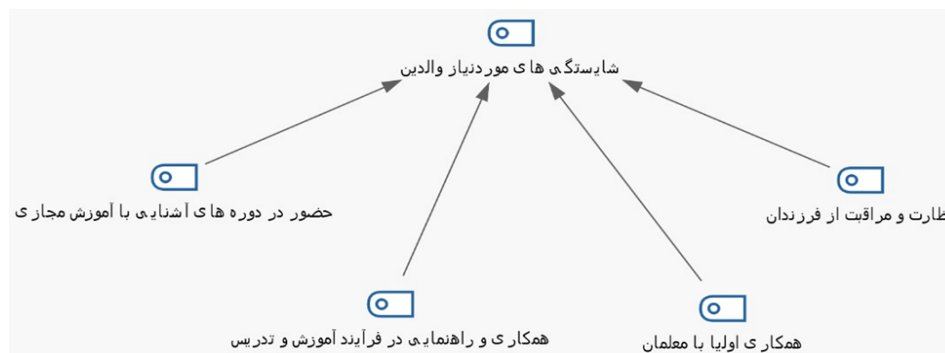 شایستگی های موردنیاز والدین
حضور در دوره های آشنایی با آموزش مجازی
ظارت و مراقبت از فرزندان
همکاری و راهنمایی در فرآیند آموزش و تدریس
همکاری اولیا با معلمان